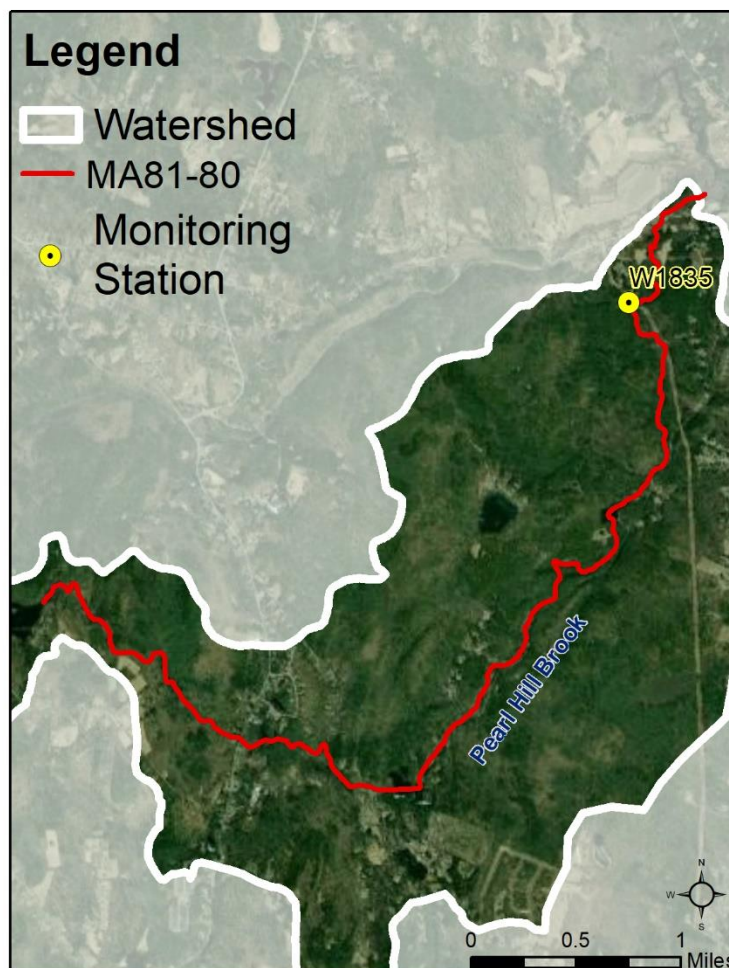 Legend
Watershed
MA81-80
Monitoring
Station
W1835
Pearl Hill Brook
N
W
E
S
0 0.5 1
Miles